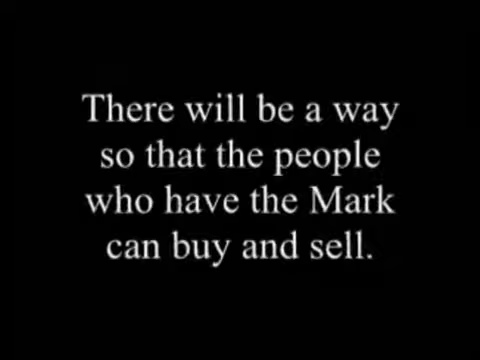 There will be a way
so that the people
who have the Mark
can buy and sell.